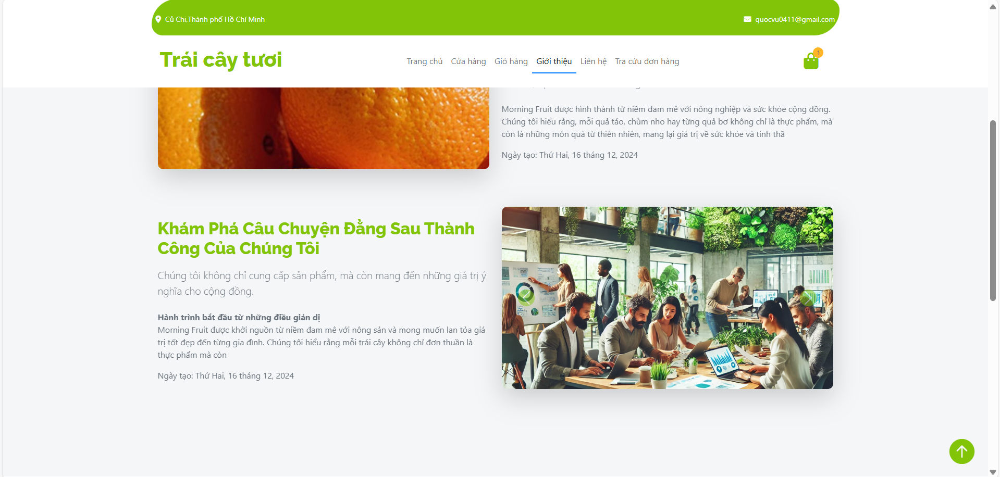 Củ Chi,Thành phố Hồ Chí Minh
quocvu0411@gmail.com
Trái cây tươi
Trang chủ Cửa hàng Giỏ hàng Giới thiệu Liên hệ Tra cứu đơn hàng
1
Morning Fruit được hình thành từ niềm đam mê với nông nghiệp và sức khỏe cộng đồng.
Chúng tôi hiểu rằng, mỗi quả táo, chùm nho hay từng quả bơ không chỉ là thực phẩm, mà
còn là những món quà từ thiên nhiên, mang lại giá trị về sức khỏe và tinh thầ
Ngày tạo: Thứ Hai, 16 tháng 12, 2024
Khám Phá Câu Chuyện Đằng Sau Thành
Công Của Chúng Tôi
Chúng tôi không chỉ cung cấp sản phẩm, mà còn mang đến những giá trị ý
nghĩa cho cộng đồng.
Hành trình bắt đầu từ những điều giản dị
Morning Fruit được khởi nguồn từ niềm đam mê với nông sản và mong muốn lan tỏa giá
trị tốt đẹp đến từng gia đình. Chúng tôi hiểu rằng mỗi trái cây không chỉ đơn thuần là
thực phẩm mà còn
Ngày tạo: Thứ Hai, 16 tháng 12, 2024